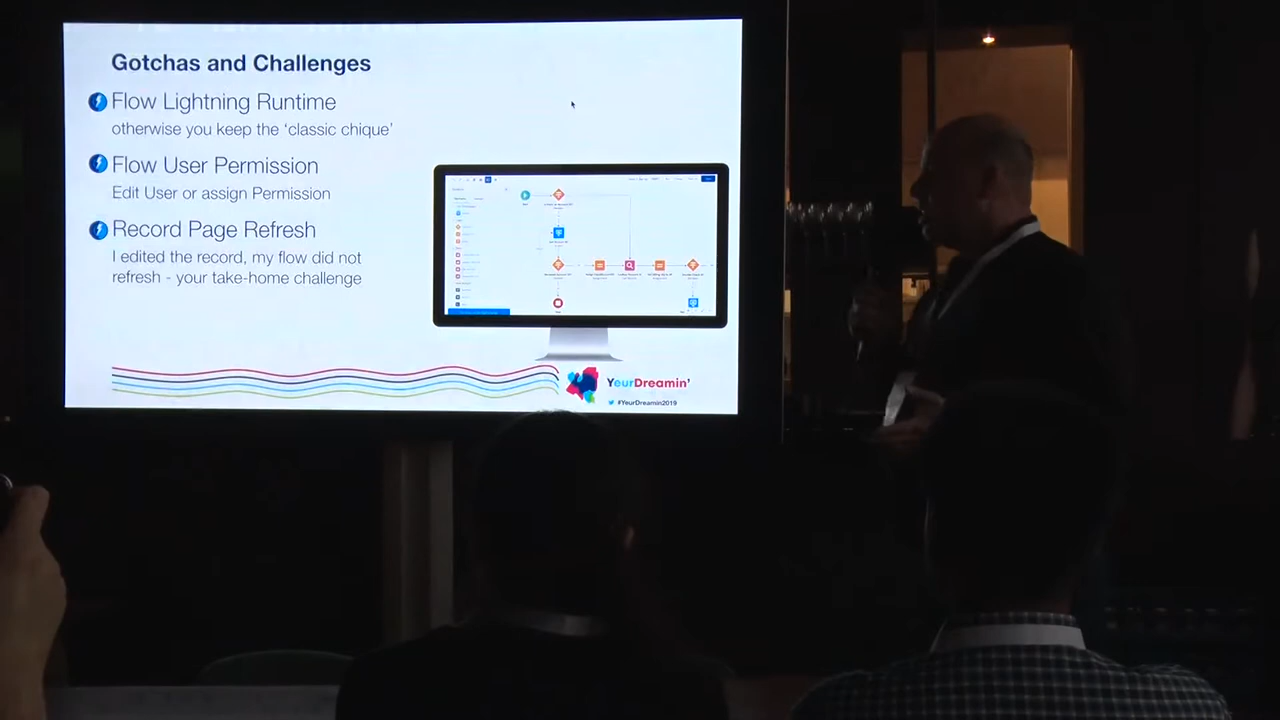 Gotchas and Challenges
Flow Lightning Runtime
otherwise you keep the 'classic chique'
Flow User Permission
Edit User or assign Permission
Record Page Refresh
I edited the record, my flow did not
refresh - your take-home challenge
YeurDreamin'
#YeurDreamin2019